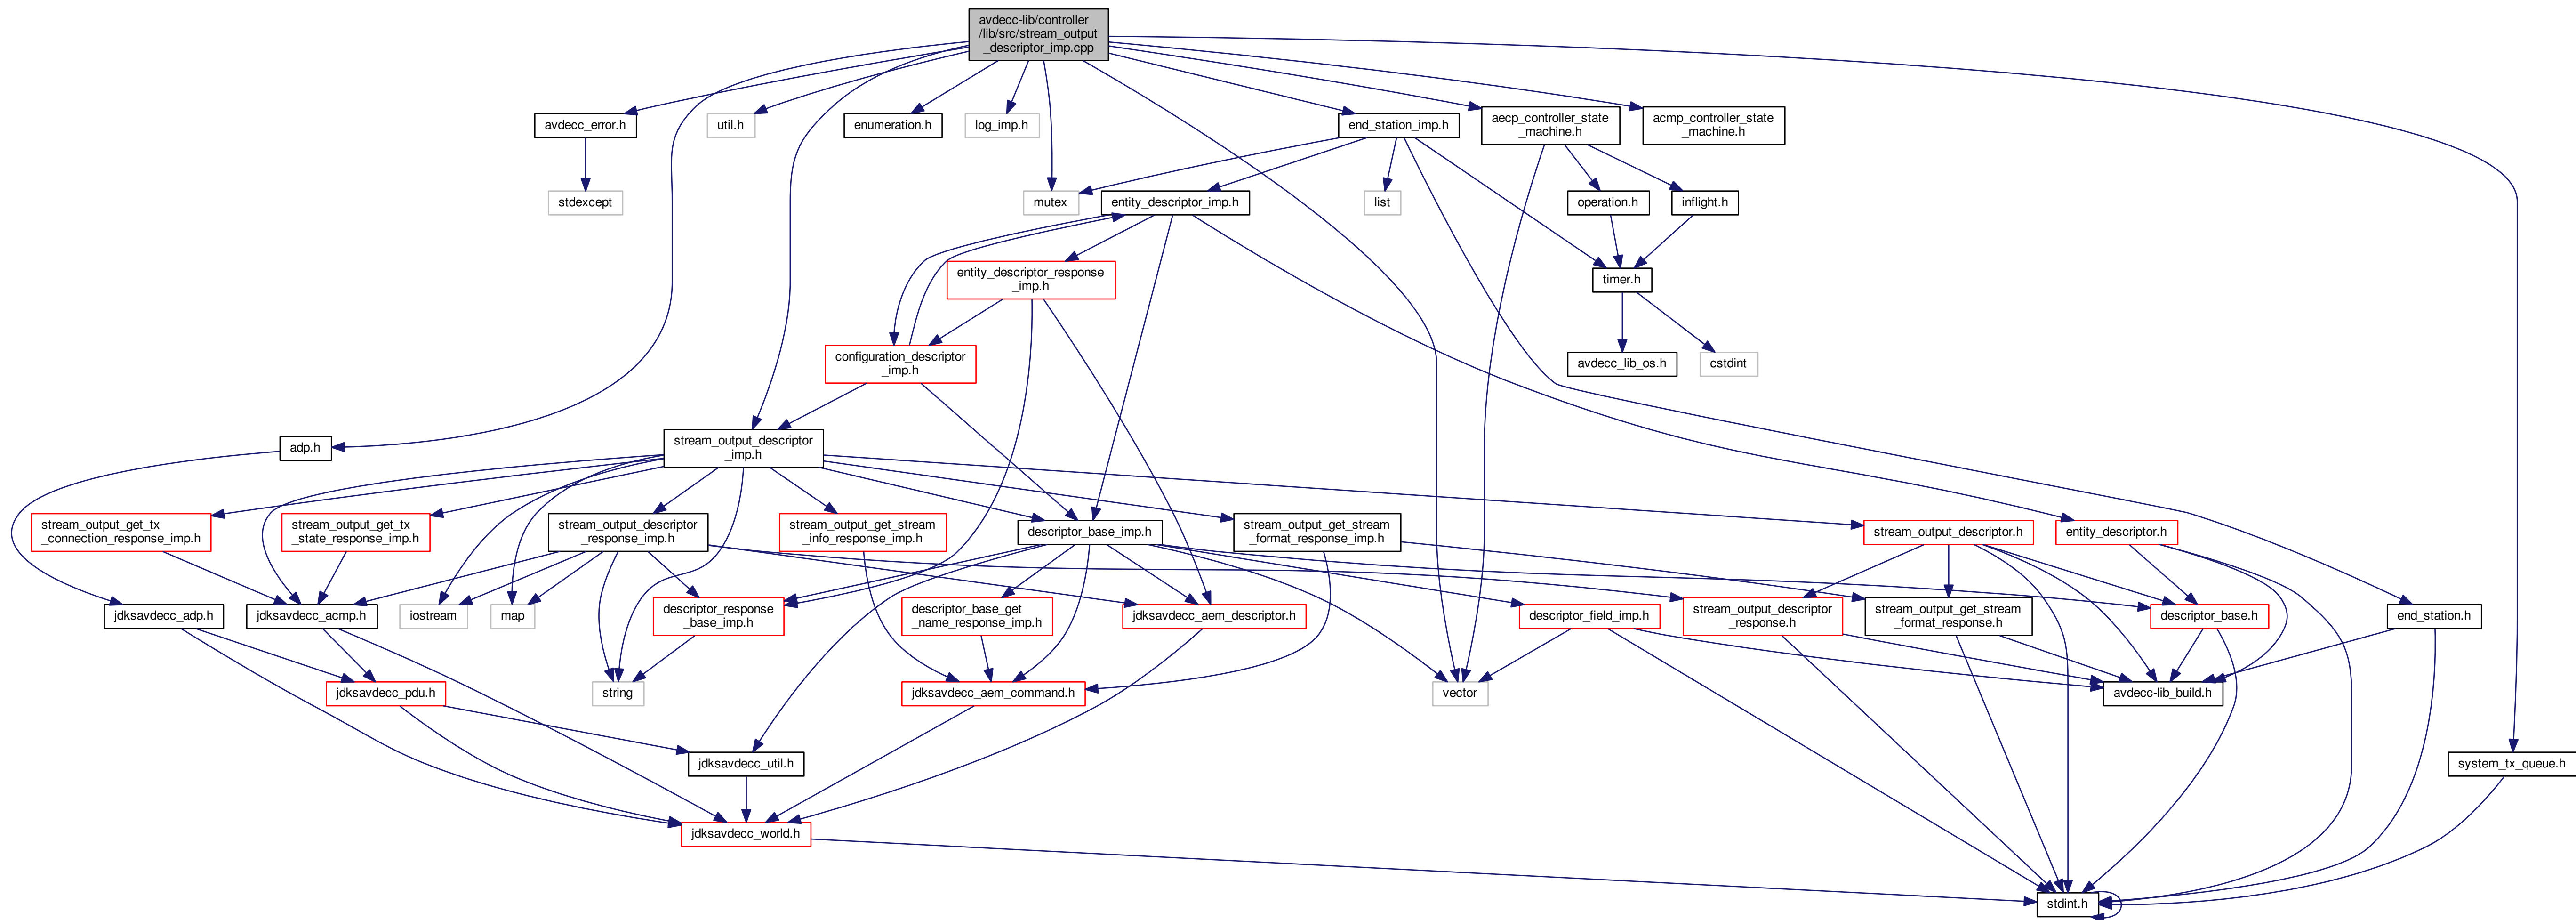 avdecc-lib/controller
/lib/src/stream_output
_descriptor_imp.cpp
avdecc_error.h
util.h
enumeration.h
log_imp.h
end_station_imp.h
aecp_controller_state
_machine.h
acmp_controller_state
_machine.h
stdexcept
mutex
entity_descriptor_imp.h
list
operation.h
inflight.h
entity_descriptor_response
_imp.h
timer.h
configuration_descriptor
_imp.h
avdecc_lib_os.h
cstdint
adp.h
stream_output_descriptor
_imp.h
stream_output_get_tx
_connection_response_imp.h
stream_output_get_tx
_state_response_imp.h
stream_output_descriptor
_response_imp.h
stream_output_get_stream
_info_response_imp.h
descriptor_base_imp.h
stream_output_get_stream
_format_response_imp.h
stream_output_descriptor.h
entity_descriptor.h
jdksavdecc_adp.h
jdksavdecc_acmp.h
iostream
map
descriptor_response
_base_imp.h
descriptor_base_get
_name_response_imp.h
jdksavdecc_aem_descriptor.h
descriptor_field_imp.h
stream_output_descriptor
_response.h
stream_output_get_stream
_format_response.h
descriptor_base.h
end_station.h
jdksavdecc_pdu.h
string
jdksavdecc_aem_command.h
vector
avdecc-lib_build.h
jdksavdecc_util.h
system_tx_queue.h
jdksavdecc_world.h
stdint.h